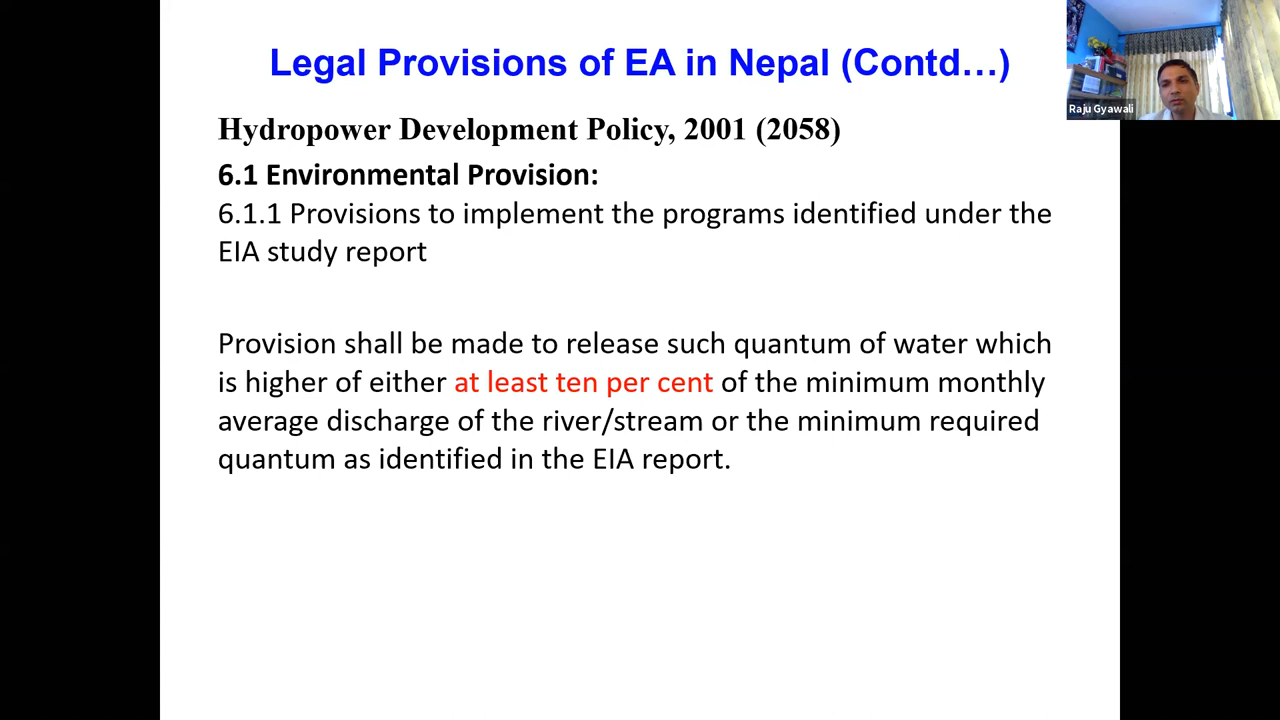 Legal Provisions of EA in Nepal (Contd…)
Raju Gyawali
Hydropower Development Policy, 2001 (2058)
6.1 Environmental Provision:
6.1.1 Provisions to implement the programs identified under the
EIA study report
Provision shall be made to release such quantum of water which
is higher of either at least ten per cent of the minimum monthly
average discharge of the river/stream or the minimum required
quantum as identified in the EIA report.